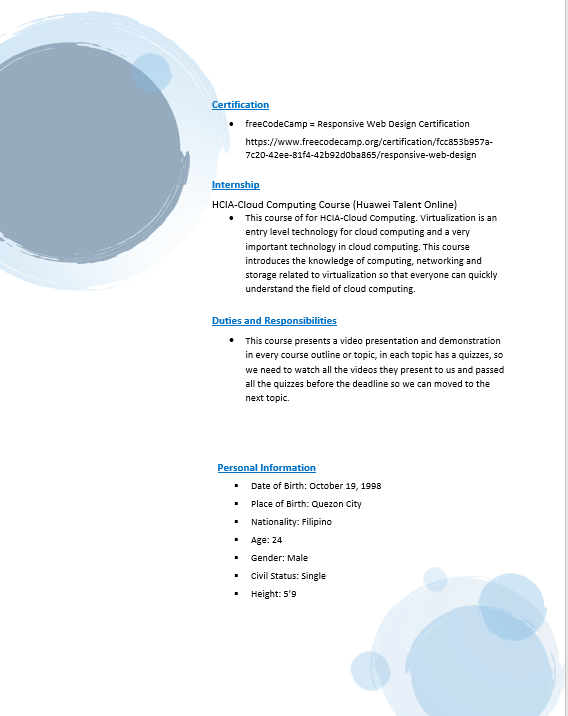 Certification
• freeCodeCamp = Responsive Web Design Certification
https://www.freecodecamp.org/certification/fcc853b957a-
7c20-42ee-81f4-42b92d0ba865/responsive-web-design
Internship
HCIA-Cloud Computing Course (Huawei Talent Online)
• This course of for HCIA-Cloud Computing. Virtualization is an
entry level technology for cloud computing and a very
important technology in cloud computing. This course
introduces the knowledge of computing, networking and
storage related to virtualization so that everyone can quickly
understand the field of cloud computing.
Duties and Responsibilities
• This course presents a video presentation and demonstration
in every course outline or topic, in each topic has a quizzes, so
we need to watch all the videos they present to us and passed
all the quizzes before the deadline so we can moved to the
next topic.
Personal Information
▪ Date of Birth: October 19, 1998
▪ Place of Birth: Quezon City
▪ Nationality: Filipino
▪ Age: 24
▪ Gender: Male
▪ Civil Status: Single
▪ Height: 5'9